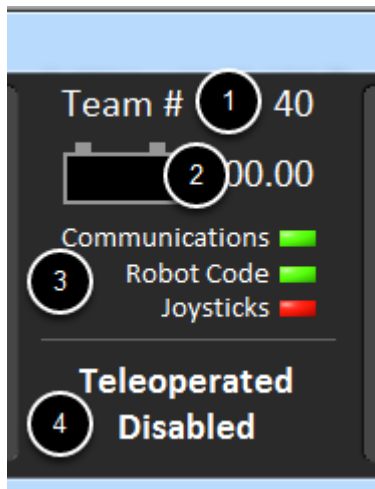 Team # 1 40
2 00.00
Communications
3 Robot Code
Joysticks
Teleoperated
4 Disabled